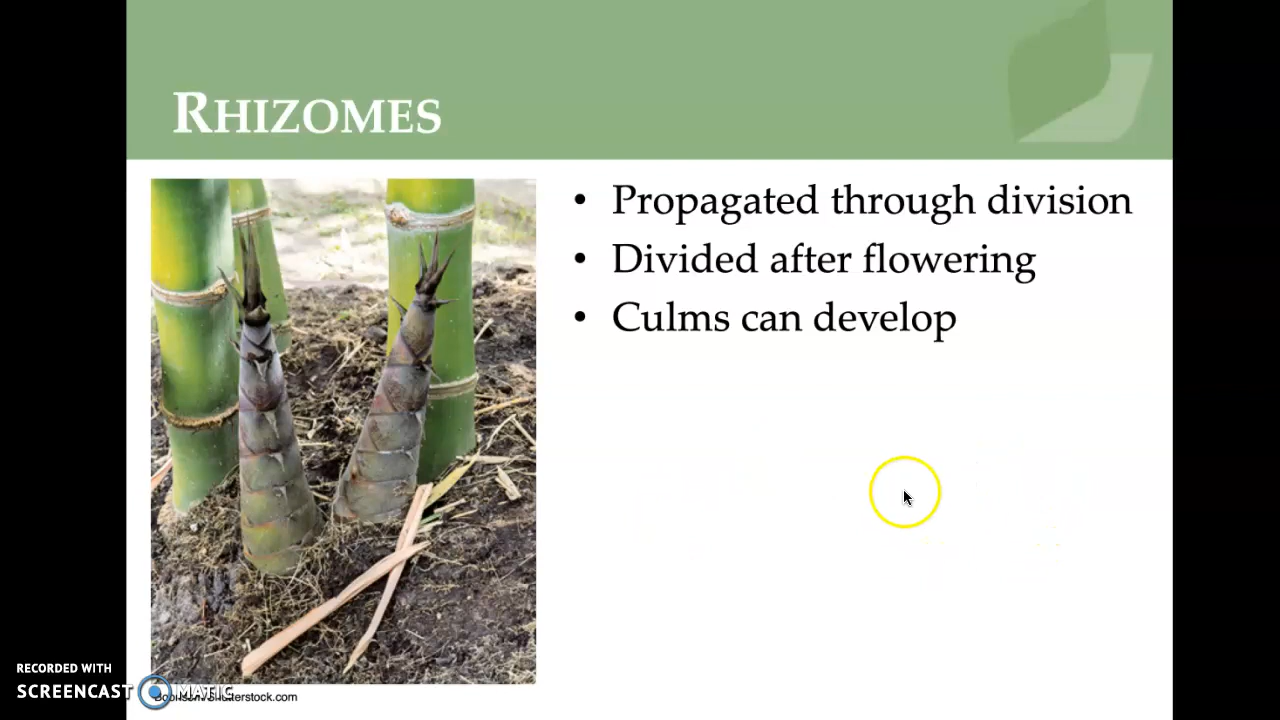 RHIZOMES
• Propagated through division
• Divided after flowering
• Culms can develop
RECORDED WITH
SCREENCAST MATIC
/Shutterstock.com